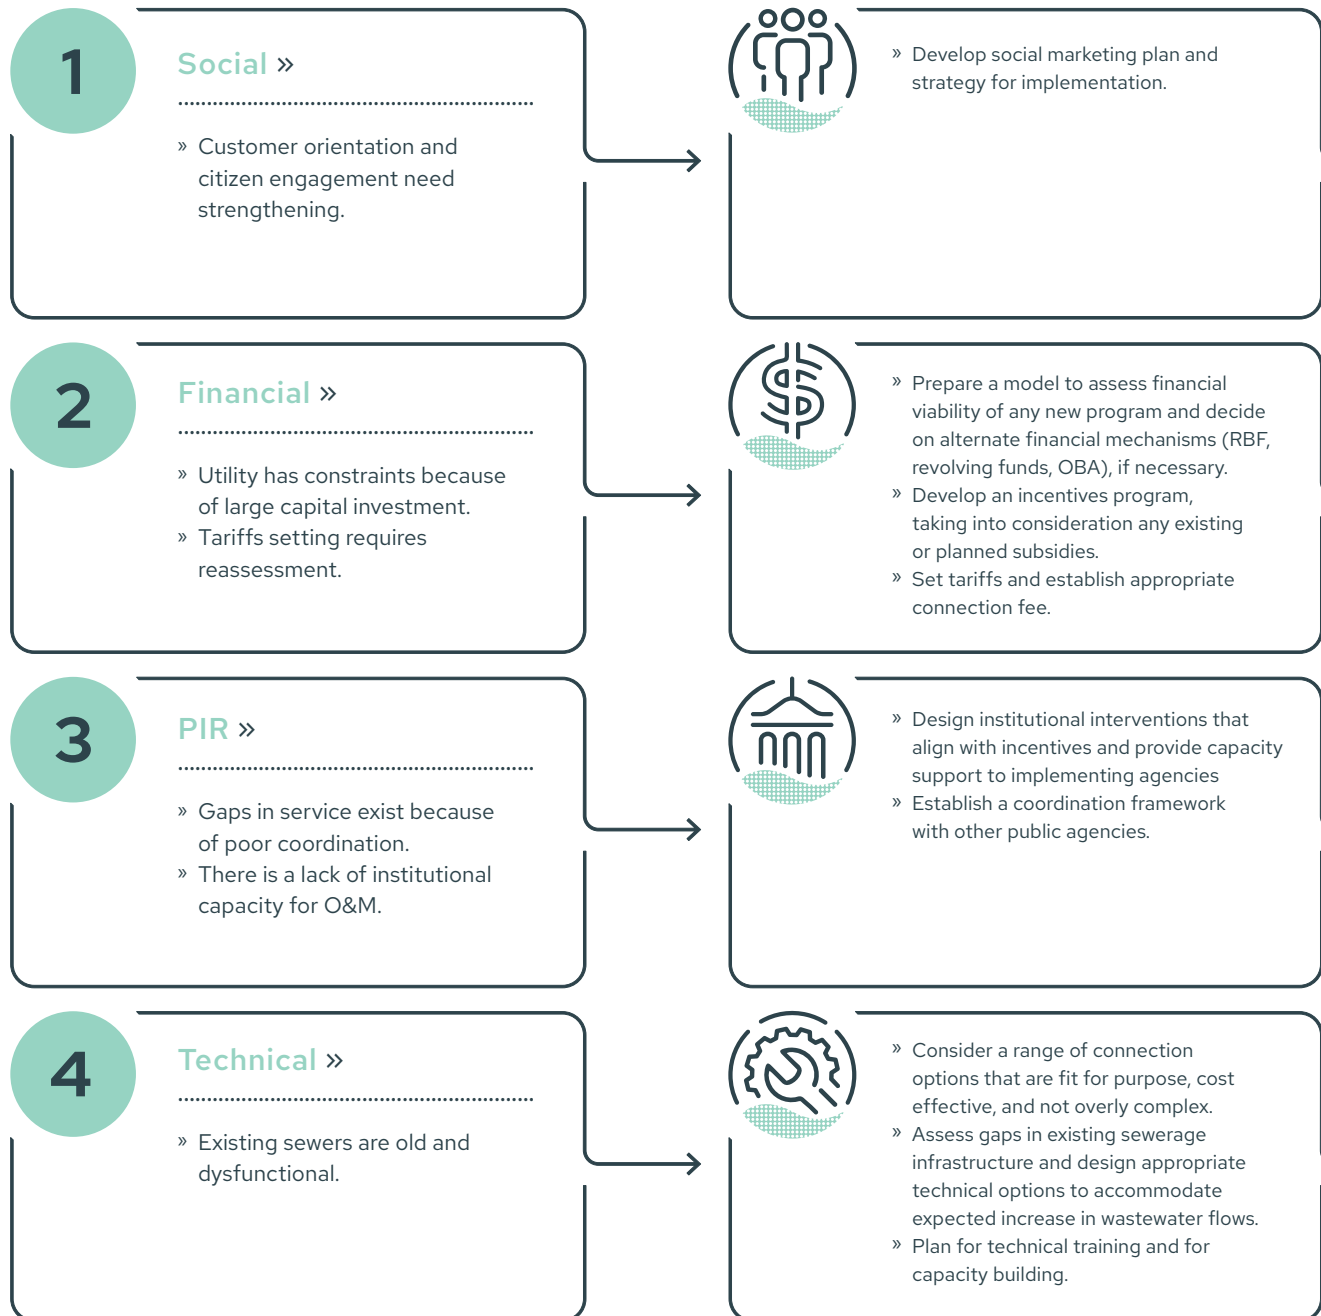 1
Social »
» Customer orientation and
citizen engagement need
strengthening.
» Develop social marketing plan and
strategy for implementation.
2
Financial »
» Utility has constraints because
of large capital investment.
» Tariffs setting requires
reassessment.
» Prepare a model to assess financial
viability of any new program and decide
on alternate financial mechanisms (RBF,
revolving funds, OBA), if necessary.
» Develop an incentives program,
taking into consideration any existing
or planned subsidies.
» Set tariffs and establish appropriate
connection fee.
3
PIR »
» Gaps in service exist because
of poor coordination.
» There is a lack of institutional
capacity for O&M.
» Design institutional interventions that
align with incentives and provide capacity
support to implementing agencies
» Establish a coordination framework
with other public agencies.
4
Technical »
» Existing sewers are old and
dysfunctional.
» Consider a range of connection
options that are fit for purpose, cost
effective, and not overly complex.
» Assess gaps in existing sewerage
infrastructure and design appropriate
technical options to accommodate
expected increase in wastewater flows.
» Plan for technical training and for
capacity building.